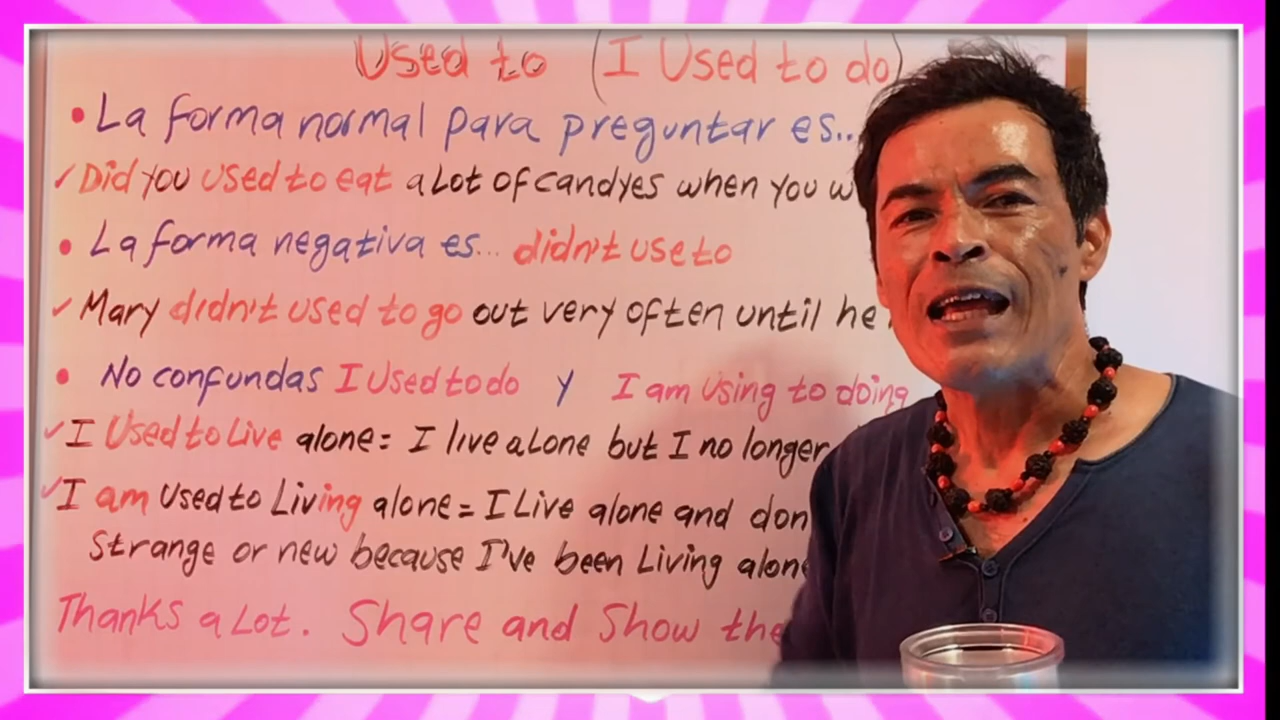 Used to (I Used to do)
• La forma normal para preguntar es..
✓ Did you used to eat a Lot of candyes when you w
• La forma negativa es... didn't use to
✓ Mary didn't used to go out very often until he
• No confundas I Used to do y I am Using to doing
✓ I Used to Live alone = I live aLone but I no longer
✓ I am Used to Living alone = I Live alone and don
Strange or new because I've been Living alon
Thanks a Lot. Share and Show the